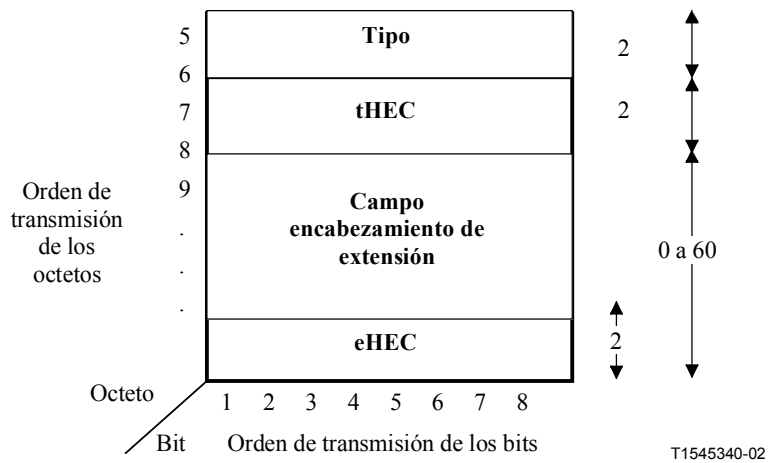 5
Tipo
2
6
7
tHEC
2
8
Orden de
transmisión
de los
octetos
9
.
.
.
Campo
encabezamiento de
extensión
0 a 60
eHEC
2
Octeto
1 2 3 4 5 6 7 8
Bit
Orden de transmisión de los bits
T1545340-02